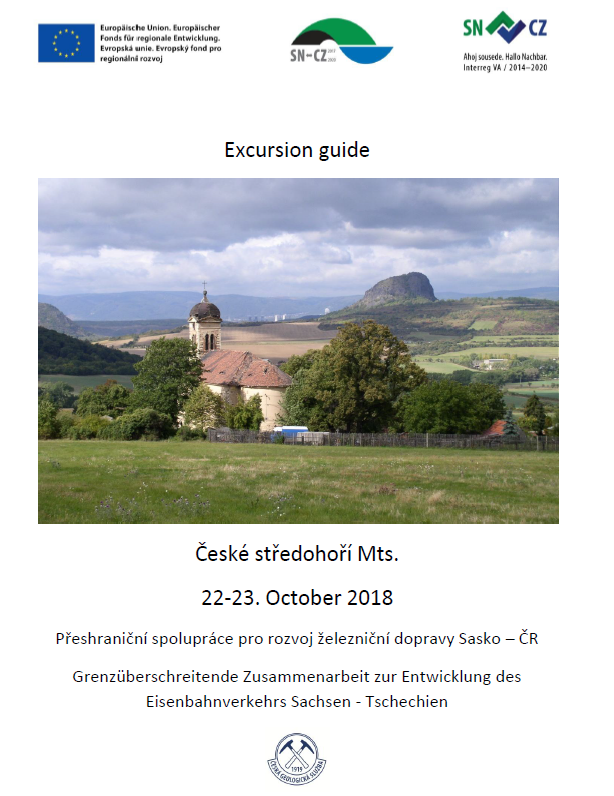 Europäische Union. Europäischer
Fonds für regionale Entwicklung.
Evropská unie. Evropský fond pro
regionální rozvoj
SN-CZ 2017
2020
SN CZ
Ahoj sousede. Hallo Nachbar.
Interreg VA / 2014–2020
Excursion guide
České středohoří Mts.
22-23. October 2018
Přeshraniční spolupráce pro rozvoj železniční dopravy Sasko – ČR
Grenzüberschreitende Zusammenarbeit zur Entwicklung des
Eisenbahnverkehrs Sachsen - Tschechien
1919
ČESKÁ GEOLOGICKÁ SLUŽBA